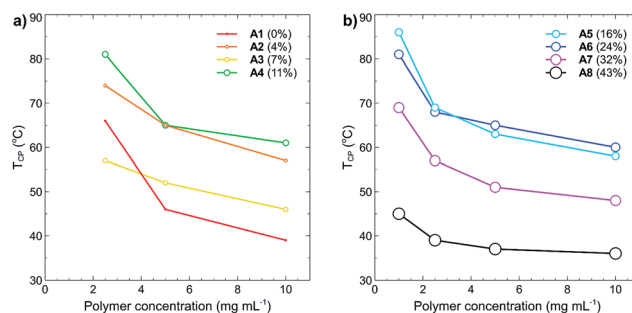 a)
A1 (0%)
A2 (4%)
A3 (7%)
A4 (11%)
90
80
70
60
50
40
30
T_CP (°C)
0 2 4 6 8 10
Polymer concentration (mg mL⁻¹)
b)
A5 (16%)
A6 (24%)
A7 (32%)
A8 (43%)
90
80
70
60
50
40
30
T_CP (°C)
0 2 4 6 8 10
Polymer concentration (mg mL⁻¹)